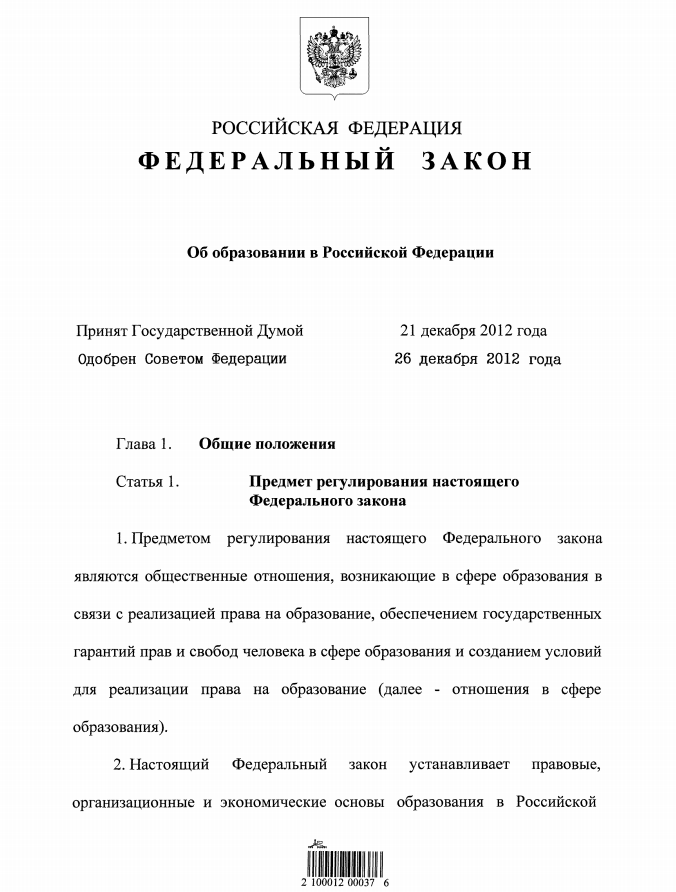 РОССИЙСКАЯ ФЕДЕРАЦИЯ
ФЕДЕРАЛЬНЫЙ ЗАКОН
Об образовании в Российской Федерации
Принят Государственной Думой 21 декабря 2012 года
Одобрен Советом Федерации 26 декабря 2012 года
Глава 1. Общие положения
Статья 1. Предмет регулирования настоящего
Федерального закона
1. Предметом регулирования настоящего Федерального закона
являются общественные отношения, возникающие в сфере образования в
связи с реализацией права на образование, обеспечением государственных
гарантий прав и свобод человека в сфере образования и созданием условий
для реализации права на образование (далее - отношения в сфере
образования).
2. Настоящий Федеральный закон устанавливает правовые,
организационные и экономические основы образования в Российской
2 100012 00037 6